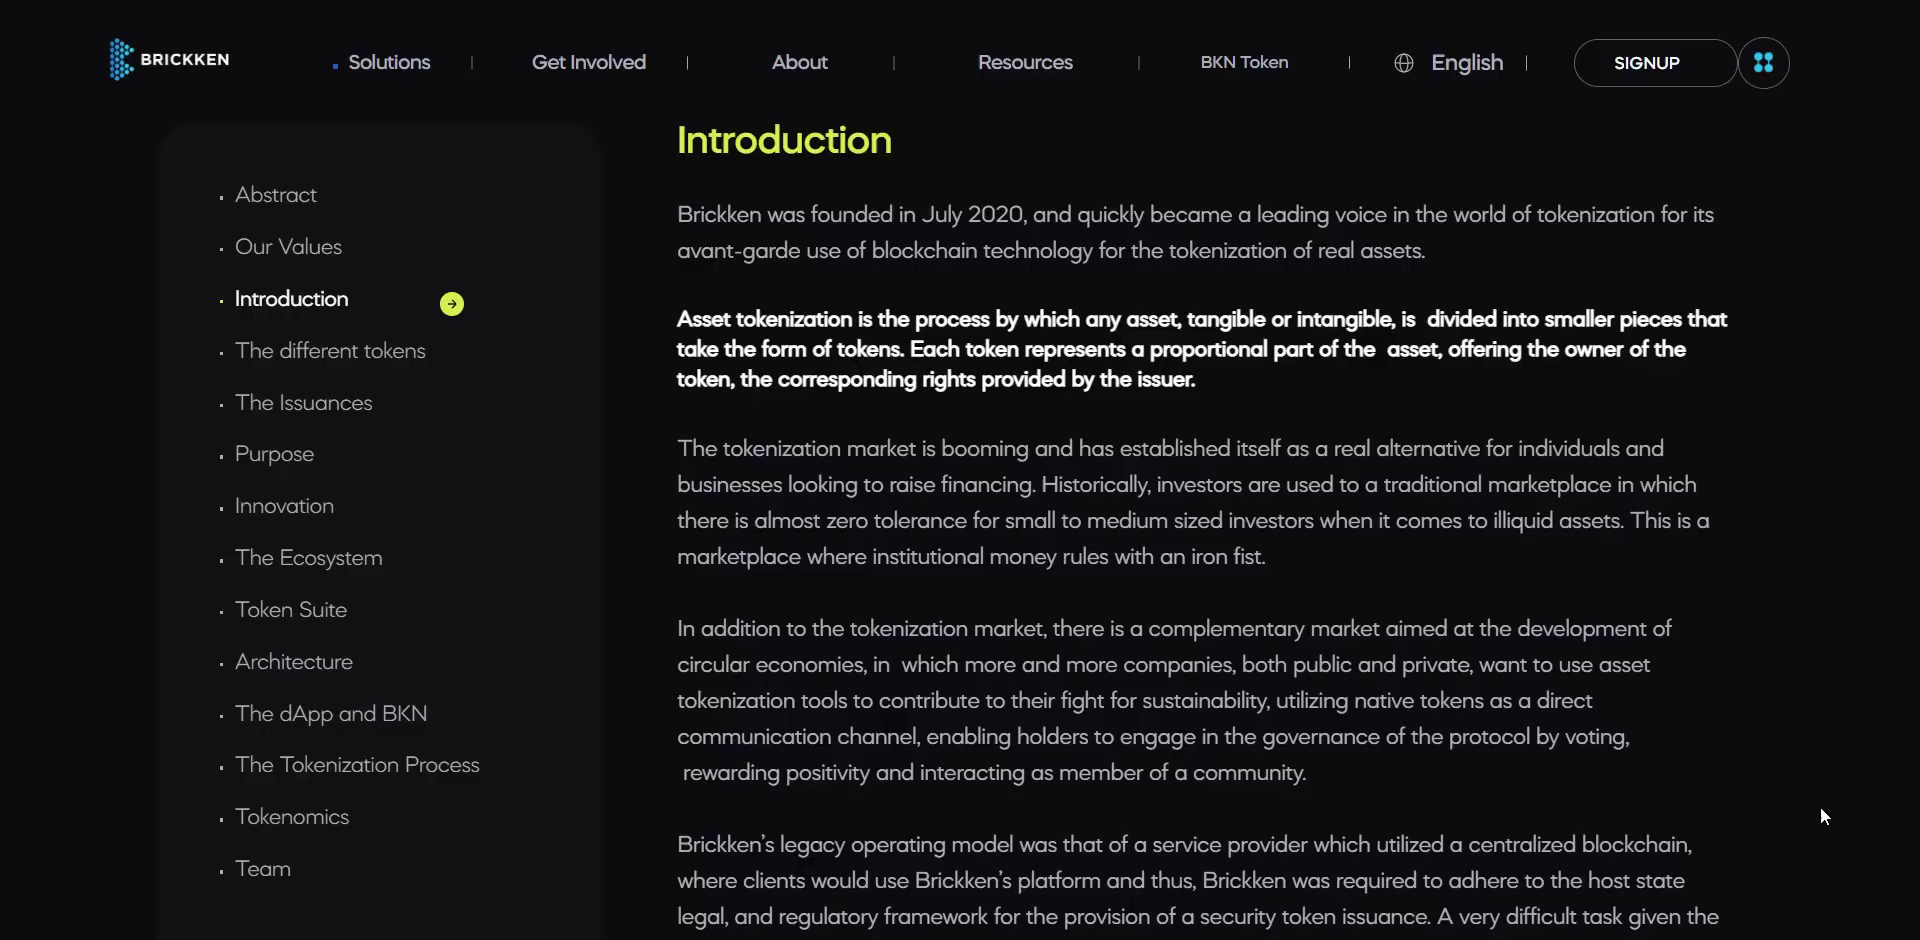 BRICKKEN
Solutions
Get Involved
About
Resources
BKN Token
English
SIGNUP
Abstract
Our Values
Introduction
The different tokens
The Issuances
Purpose
Innovation
The Ecosystem
Token Suite
Architecture
The dApp and BKN
The Tokenization Process
Tokenomics
Team
Introduction
Brickken was founded in July 2020, and quickly became a leading voice in the world of tokenization for its
avant-garde use of blockchain technology for the tokenization of real assets.
Asset tokenization is the process by which any asset, tangible or intangible, is divided into smaller pieces that
take the form of tokens. Each token represents a proportional part of the asset, offering the owner of the
token, the corresponding rights provided by the issuer.
The tokenization market is booming and has established itself as a real alternative for individuals and
businesses looking to raise financing. Historically, investors are used to a traditional marketplace in which
there is almost zero tolerance for small to medium sized investors when it comes to illiquid assets. This is a
marketplace where institutional money rules with an iron fist.
In addition to the tokenization market, there is a complementary market aimed at the development of
circular economies, in which more and more companies, both public and private, want to use asset
tokenization tools to contribute to their fight for sustainability, utilizing native tokens as a direct
communication channel, enabling holders to engage in the governance of the protocol by voting,
rewarding positivity and interacting as member of a community.
Brickken’s legacy operating model was that of a service provider which utilized a centralized blockchain,
where clients would use Brickken’s platform and thus, Brickken was required to adhere to the host state
legal, and regulatory framework for the provision of a security token issuance. A very difficult task given the